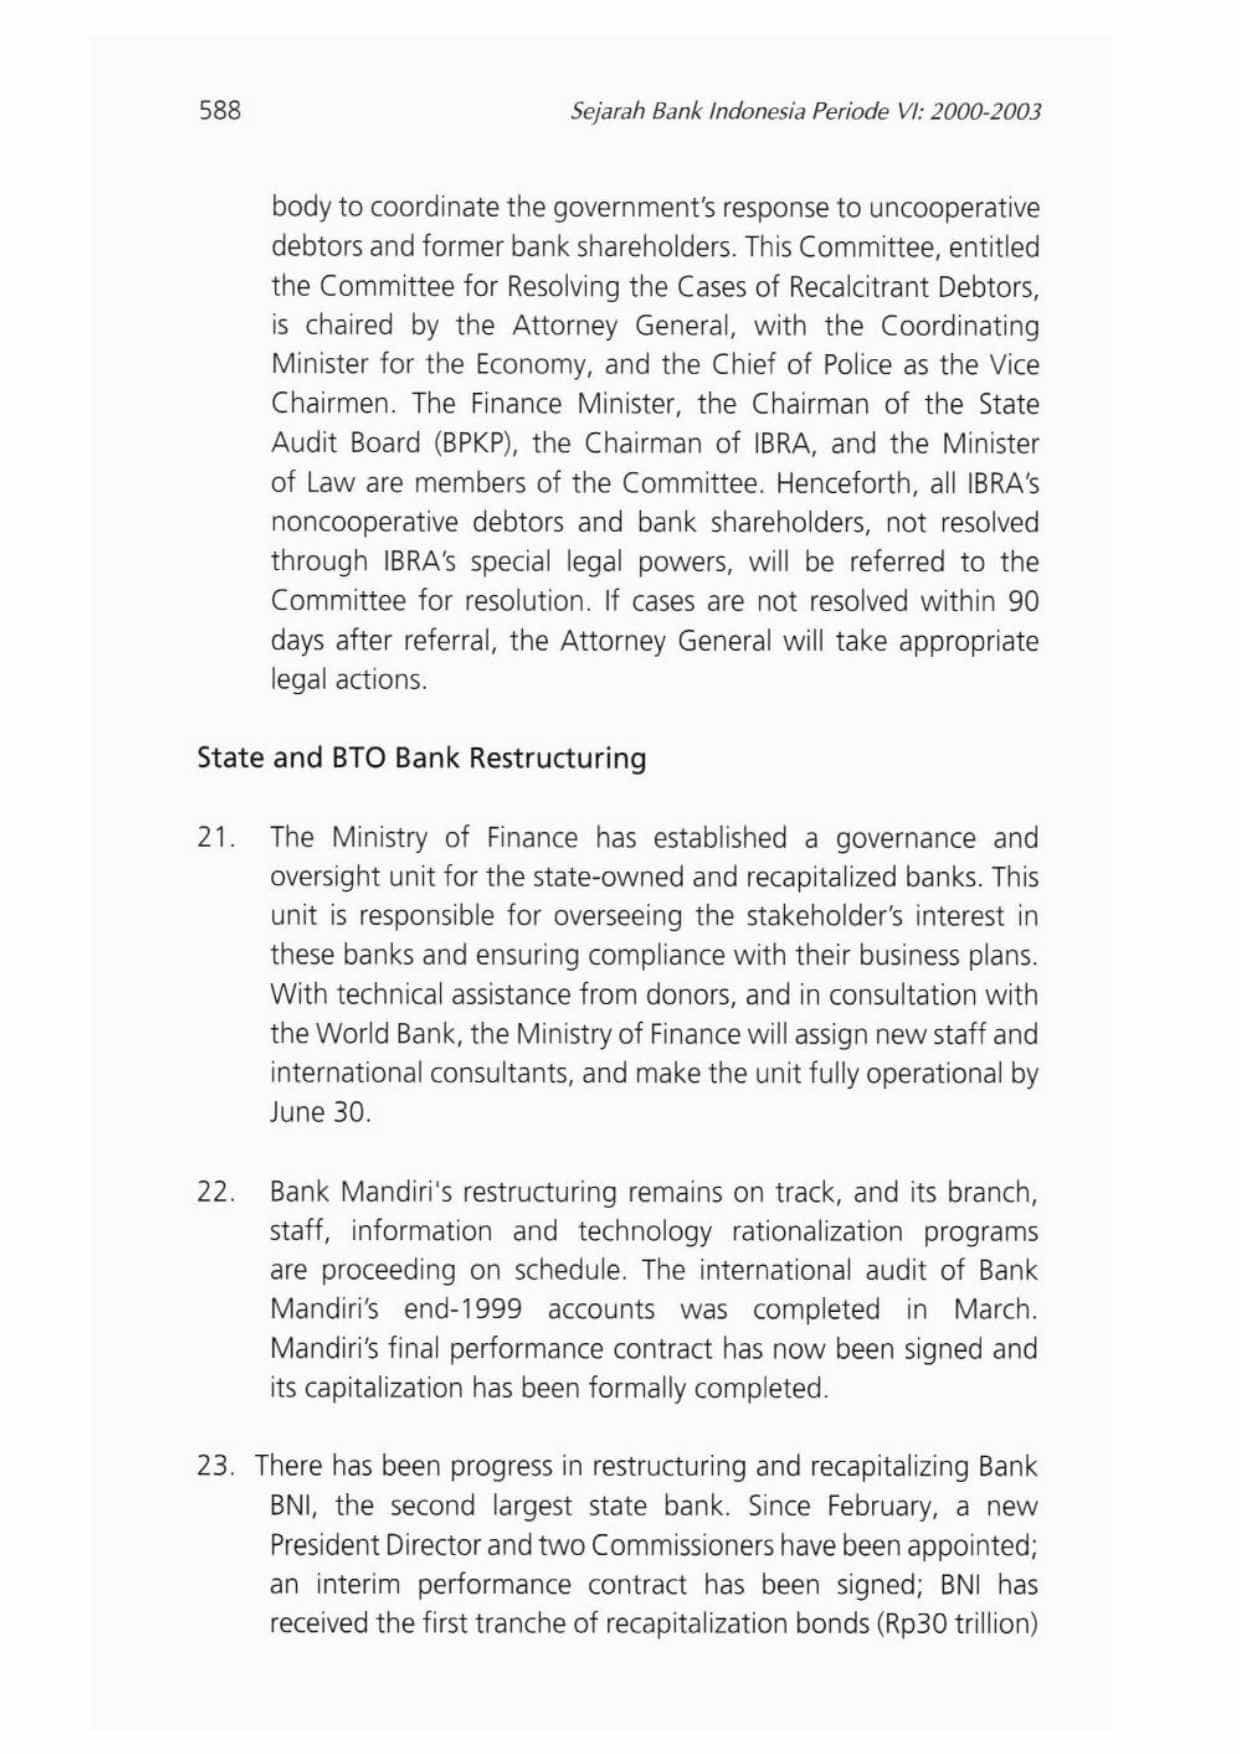 588
Sejarah Bank Indonesia Periode VI: 2000-2003
body to coordinate the government's response to uncooperative
debtors and former bank shareholders. This Committee, entitled
the Committee for Resolving the Cases of Recalcitrant Debtors,
is chaired by the Attorney General, with the Coordinating
Minister for the Economy, and the Chief of Police as the Vice
Chairmen. The Finance Minister, the Chairman of the State
Audit Board (BPKP), the Chairman of IBRA, and the Minister
of Law are members of the Committee. Henceforth, all IBRA's
noncooperative debtors and bank shareholders, not resolved
through IBRA's special legal powers, will be referred to the
Committee for resolution. If cases are not resolved within 90
days after referral, the Attorney General will take appropriate
legal actions.
State and BTO Bank Restructuring
21. The Ministry of Finance has established a governance and
oversight unit for the state-owned and recapitalized banks. This
unit is responsible for overseeing the stakeholder's interest in
these banks and ensuring compliance with their business plans.
With technical assistance from donors, and in consultation with
the World Bank, the Ministry of Finance will assign new staff and
international consultants, and make the unit fully operational by
June 30.
22. Bank Mandiri's restructuring remains on track, and its branch,
staff, information and technology rationalization programs
are proceeding on schedule. The international audit of Bank
Mandiri's end-1999 accounts was completed in March.
Mandiri's final performance contract has now been signed and
its capitalization has been formally completed.
23. There has been progress in restructuring and recapitalizing Bank
BNI, the second largest state bank. Since February, a new
President Director and two Commissioners have been appointed;
an interim performance contract has been signed; BNI has
received the first tranche of recapitalization bonds (Rp30 trillion)